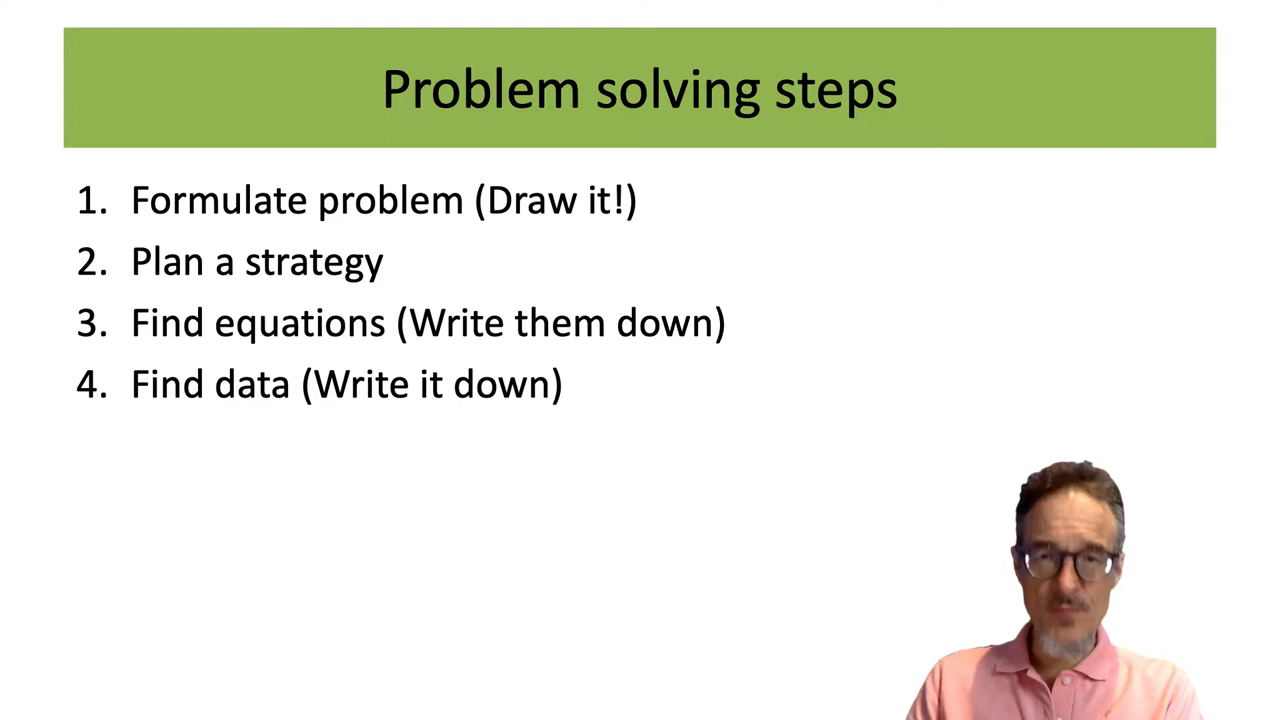 Problem solving steps
1. Formulate problem (Draw it!)
2. Plan a strategy
3. Find equations (Write them down)
4. Find data (Write it down)